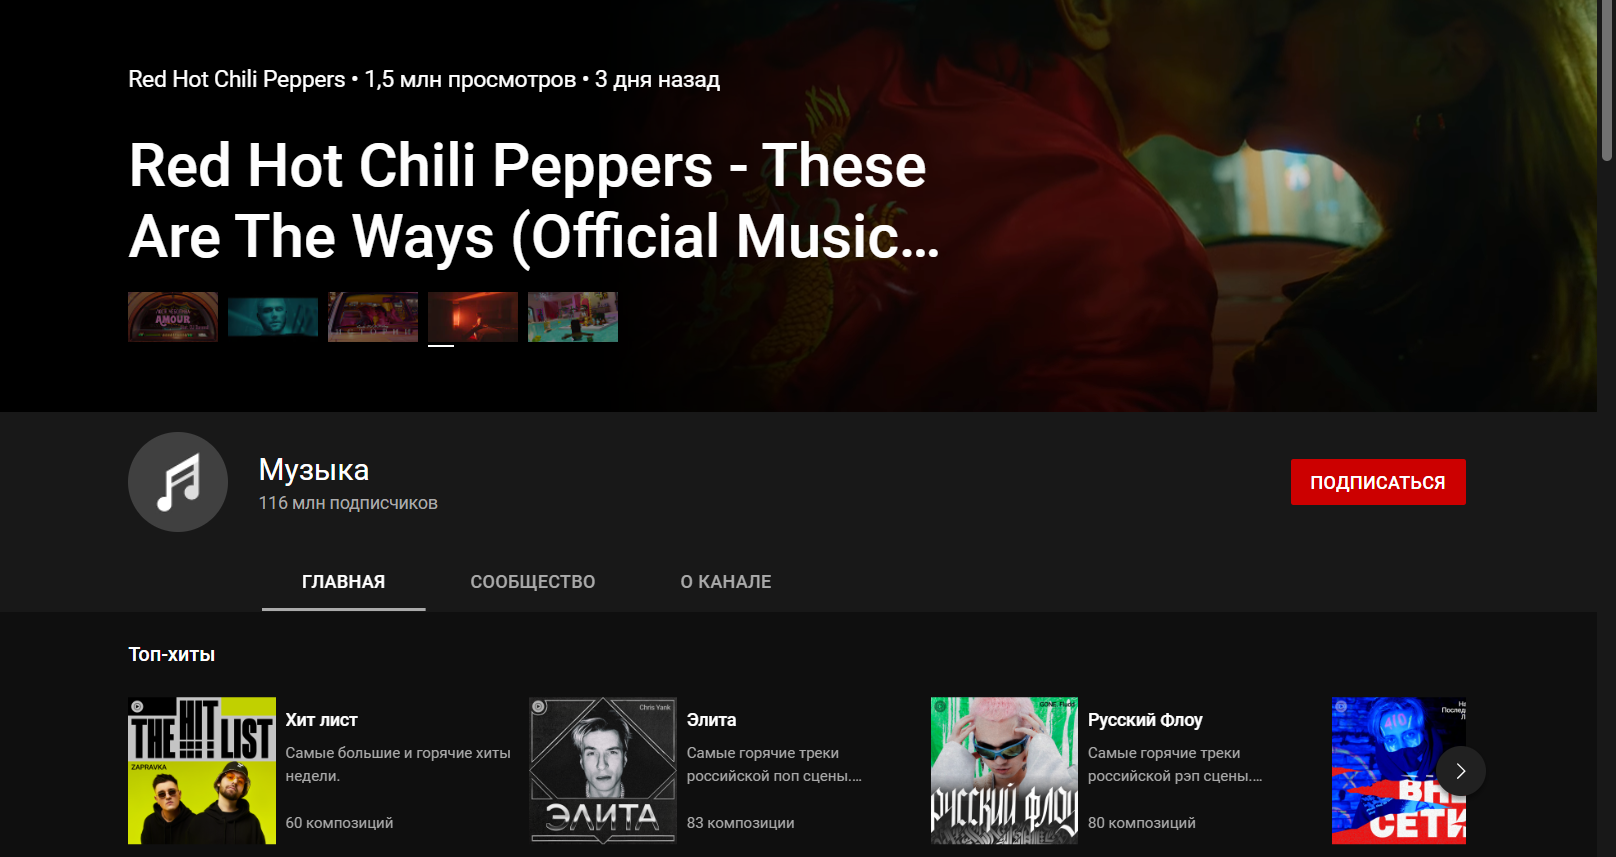 Red Hot Chili Peppers • 1,5 млн просмотров • 3 дня назад
Red Hot Chili Peppers - These
Are The Ways (Official Music...
AMOUR
Музыка
116 млн подписчиков
ПОДПИСАТЬСЯ
ГЛАВНАЯ
СООБЩЕСТВО
О КАНАЛЕ
Топ-хиты
THE HIT LIST
ZAPRAVKA
Хит лист
Самые большие и горячие хиты
недели.
60 композиций
Chris Yank
ЭЛИТА
Элита
Самые горячие треки
российской поп сцены....
83 композиции
GONE.Fludd
РУССКИЙ ФЛОУ
Русский Флоу
Самые горячие треки
российской рэп сцены....
80 композиций
СЕТИ